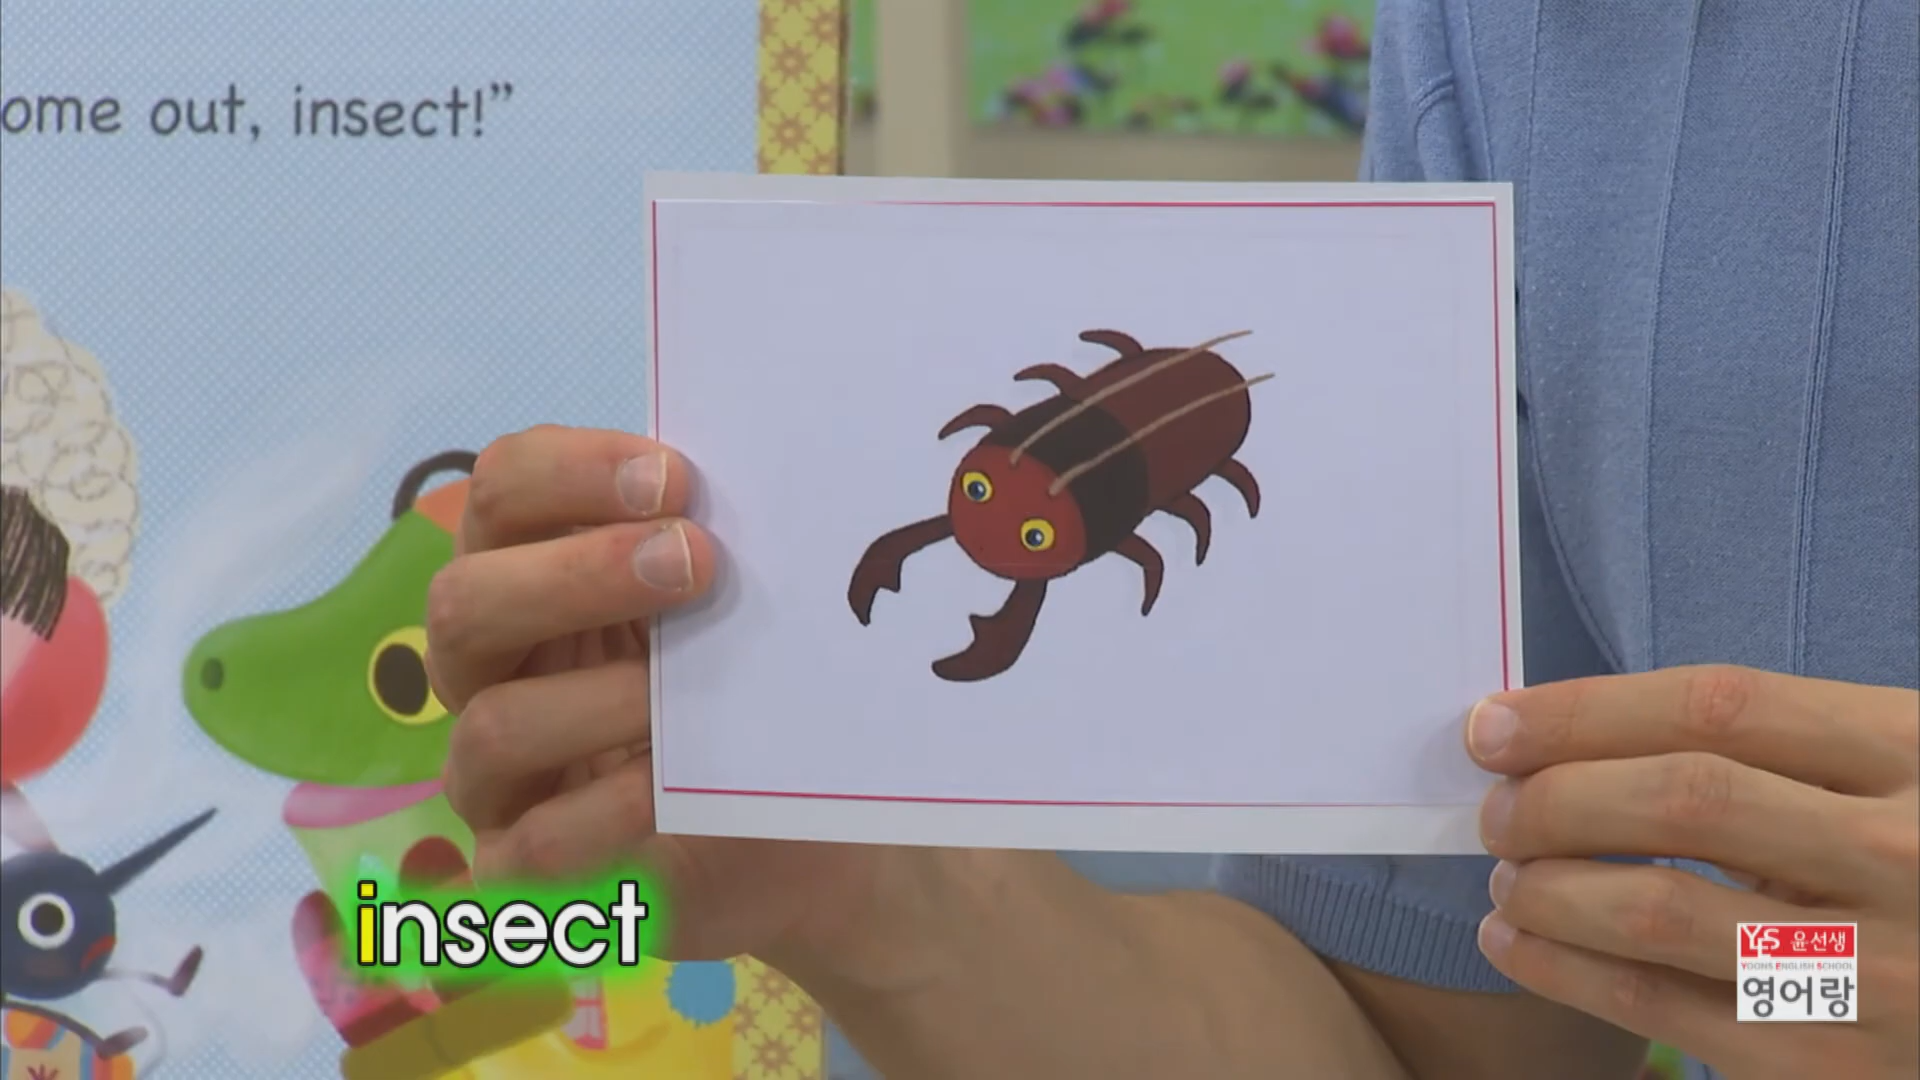 ome out, insect!”
insect
YES 윤선생
YOONS ENGLISH SCHOOL
영어랑